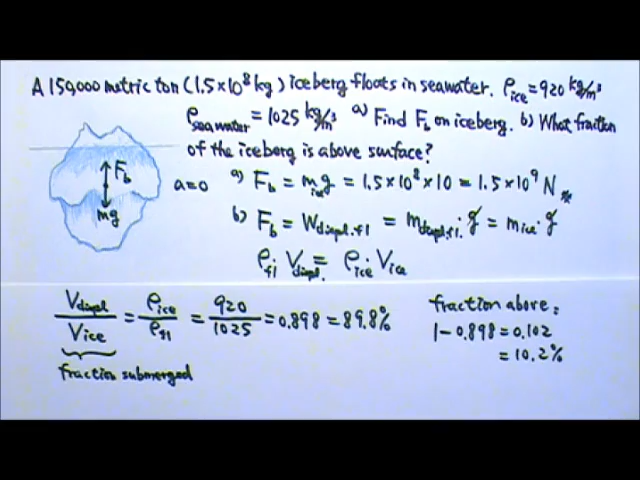 A 150,000 metric ton (1.5×10⁸ kg) iceberg floats in seawater. ρice = 920 kg/m³
ρseawater = 1025 kg/m³ a) Find Fb on iceberg. b) What fraction
of the iceberg is above surface?
Fb
mg
a=0
a) Fb = miceg = 1.5×10⁸×10 = 1.5×10⁹ N
b) Fb = Wdispl.fl = mdispl.fl. g = mice. g
ρfl Vdispl. = ρice Vice
Vdispl/Vice = ρice/ρfl = 920/1025 = 0.898 = 89.8%
fraction submerged
fraction above:
1-0.898=0.102
= 10.2%